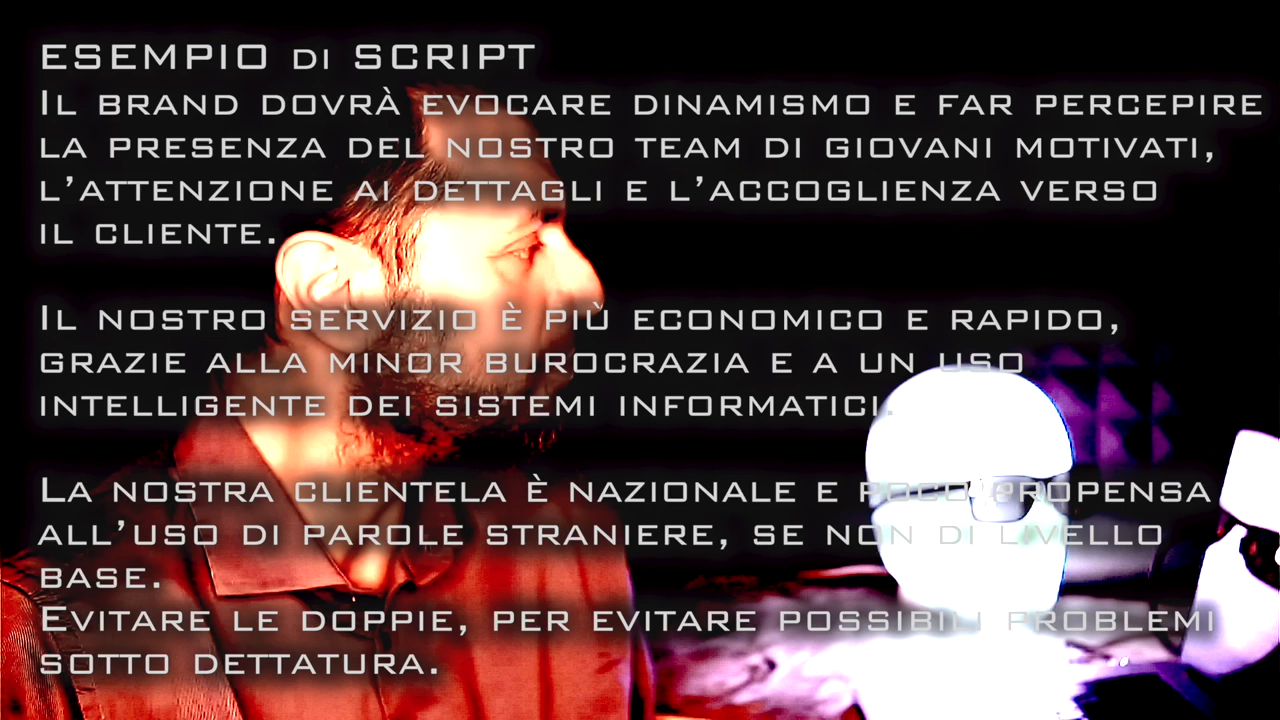 ESEMPIO DI SCRIPT
IL BRAND DOVRÀ EVOCARE DINAMISMO E FAR PERCEPIRE
LA PRESENZA DEL NOSTRO TEAM DI GIOVANI MOTIVATI,
L’ATTENZIONE AI DETTAGLI E L’ACCOGLIENZA VERSO
IL CLIENTE.
IL NOSTRO SERVIZIO È PIÙ ECONOMICO E RAPIDO,
GRAZIE ALLA MINOR BUROCRAZIA E A UN USO
INTELLIGENTE DEI SISTEMI INFORMATICI.
LA NOSTRA CLIENTELA È NAZIONALE E POCO PROPENSA
ALL’USO DI PAROLE STRANIERE, SE NON DI LIVELLO
BASE.
EVITARE LE DOPPIE, PER EVITARE POSSIBILI PROBLEMI
SOTTO DETTATURA.